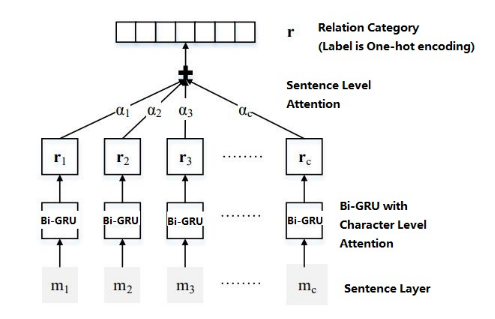 r Relation Category
(Label is One-hot encoding)
Sentence Level
Attention
α1 α2 α3 αc
r1 r2 r3 ........ rc
Bi-GRU Bi-GRU Bi-GRU ........ Bi-GRU
Bi-GRU with
Character Level
Attention
m1 m2 m3 ........ mc
Sentence Layer